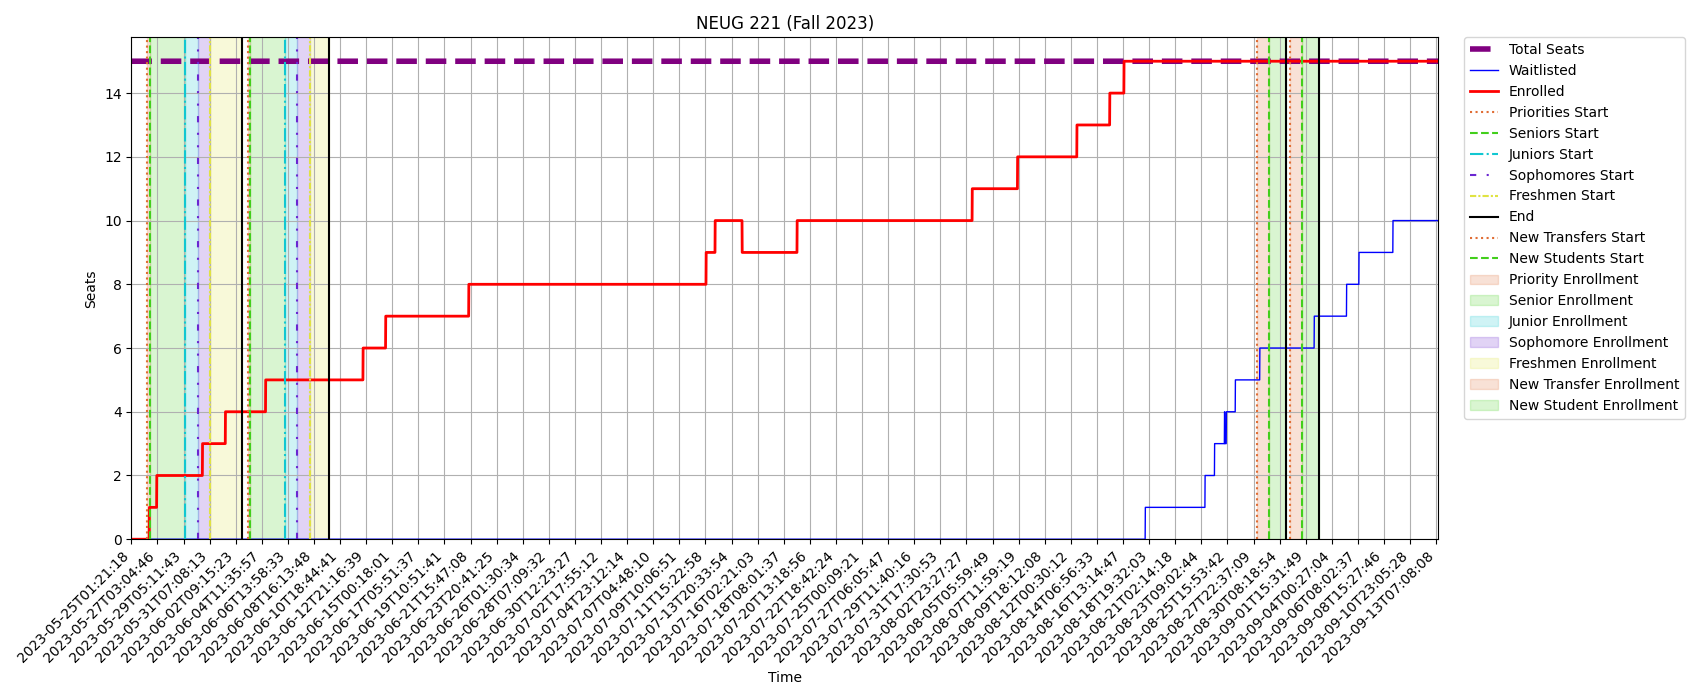 NEUG 221 (Fall 2023)
Seats
14
12
10
8
6
4
2
0
2023-05-25T01:21:18
2023-05-27T03:04:46
2023-05-29T05:11:43
2023-05-31T07:08:13
2023-06-02T09:15:23
2023-06-04T11:35:57
2023-06-06T13:58:33
2023-06-08T16:13:48
2023-06-10T18:44:41
2023-06-12T21:16:39
2023-06-15T00:18:01
2023-06-17T05:51:37
2023-06-19T10:51:47
2023-06-21T15:47:08
2023-06-23T20:41:25
2023-06-26T01:30:34
2023-06-28T07:09:32
2023-06-30T12:23:27
2023-07-02T17:55:12
2023-07-04T23:12:14
2023-07-07T04:48:10
2023-07-09T10:06:51
2023-07-11T15:22:58
2023-07-13T20:33:54
2023-07-16T02:21:03
2023-07-18T08:01:37
2023-07-20T13:18:56
2023-07-22T18:42:24
2023-07-25T00:09:21
2023-07-27T06:05:47
2023-07-29T11:40:16
2023-07-31T17:30:53
2023-08-02T23:27:27
2023-08-05T05:59:49
2023-08-07T11:59:19
2023-08-09T18:12:08
2023-08-12T00:30:12
2023-08-14T06:56:33
2023-08-16T13:14:47
2023-08-18T19:32:03
2023-08-21T02:14:18
2023-08-23T09:02:44
2023-08-25T15:53:42
2023-08-27T22:37:09
2023-08-30T08:18:54
2023-09-01T15:31:49
2023-09-04T00:27:04
2023-09-06T08:02:37
2023-09-08T15:27:46
2023-09-10T23:05:28
2023-09-13T07:08:08
Time
Total Seats
Waitlisted
Enrolled
Priorities Start
Seniors Start
Juniors Start
Sophomores Start
Freshmen Start
End
New Transfers Start
New Students Start
Priority Enrollment
Senior Enrollment
Junior Enrollment
Sophomore Enrollment
Freshmen Enrollment
New Transfer Enrollment
New Student Enrollment